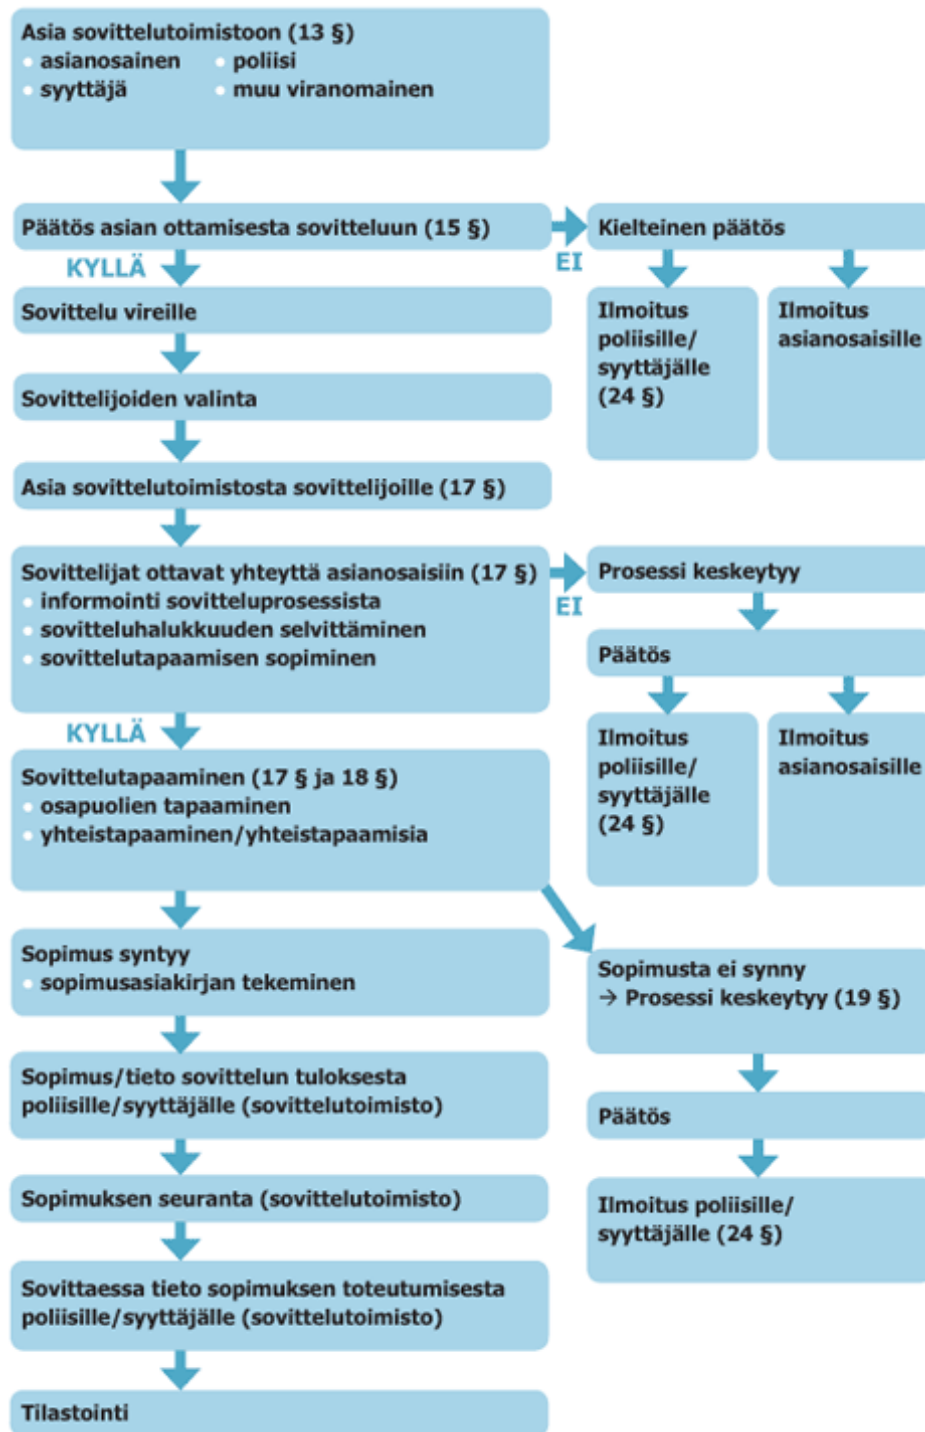 Asia sovittelutoimistoon (13 §)
• asianosainen • poliisi
• syyttäjä • muu viranomainen
Päätös asian ottamisesta sovitteluun (15 §)
EI
Kielteinen päätös
KYLLÄ
Ilmoitus
poliisille/
syyttäjälle
(24 §)
Ilmoitus
asianosaisille
Sovittelu vireille
Sovittelijoiden valinta
Asia sovittelutoimistosta sovittelijoille (17 §)
Sovittelijat ottavat yhteyttä asianosaisiin (17 §)
• informointi sovitteluprosessista
• sovitteluhalukkuuden selvittäminen
• sovittelutapaamisen sopiminen
EI
Prosessi keskeytyy
Päätös
Ilmoitus
poliisille/
syyttäjälle
(24 §)
Ilmoitus
asianosaisille
KYLLÄ
Sovittelutapaaminen (17 § ja 18 §)
• osapuolien tapaaminen
• yhteistapaaminen/yhteistapaamisia
Sopimus syntyy
• sopimusasiakirjan tekeminen
Sopimusta ei synny
→ Prosessi keskeytyy (19 §)
Päätös
Ilmoitus poliisille/
syyttäjälle (24 §)
Sopimus/tieto sovittelun tuloksesta
poliisille/syyttäjälle (sovittelutoimisto)
Sopimuksen seuranta (sovittelutoimisto)
Sovittaessa tieto sopimuksen toteutumisesta
poliisille/syyttäjälle (sovittelutoimisto)
Tilastointi